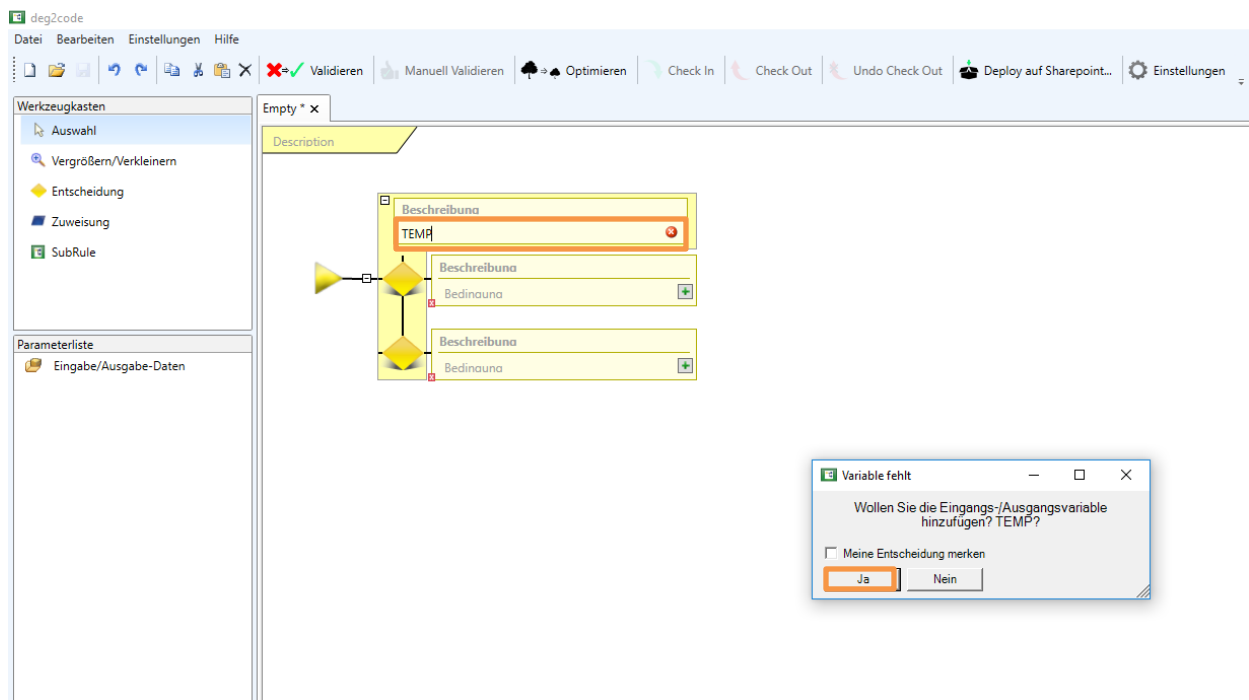 deg2code
Datei Bearbeiten Einstellungen Hilfe
Validieren Manuell Validieren Optimieren Check In Check Out Undo Check Out Deploy auf Sharepoint... Einstellungen
Werkzeugkasten
Auswahl
Vergrößern/Verkleinern
Entscheidung
Zuweisung
SubRule
Parameterliste
Eingabe/Ausgabe-Daten
Empty *
Description
Beschreibung
TEMP
Beschreibung
Bedingung
Beschreibung
Bedingung
Variable fehlt
Wollen Sie die Eingangs-/Ausgangsvariable
hinzufügen? TEMP?
Meine Entscheidung merken
Ja Nein